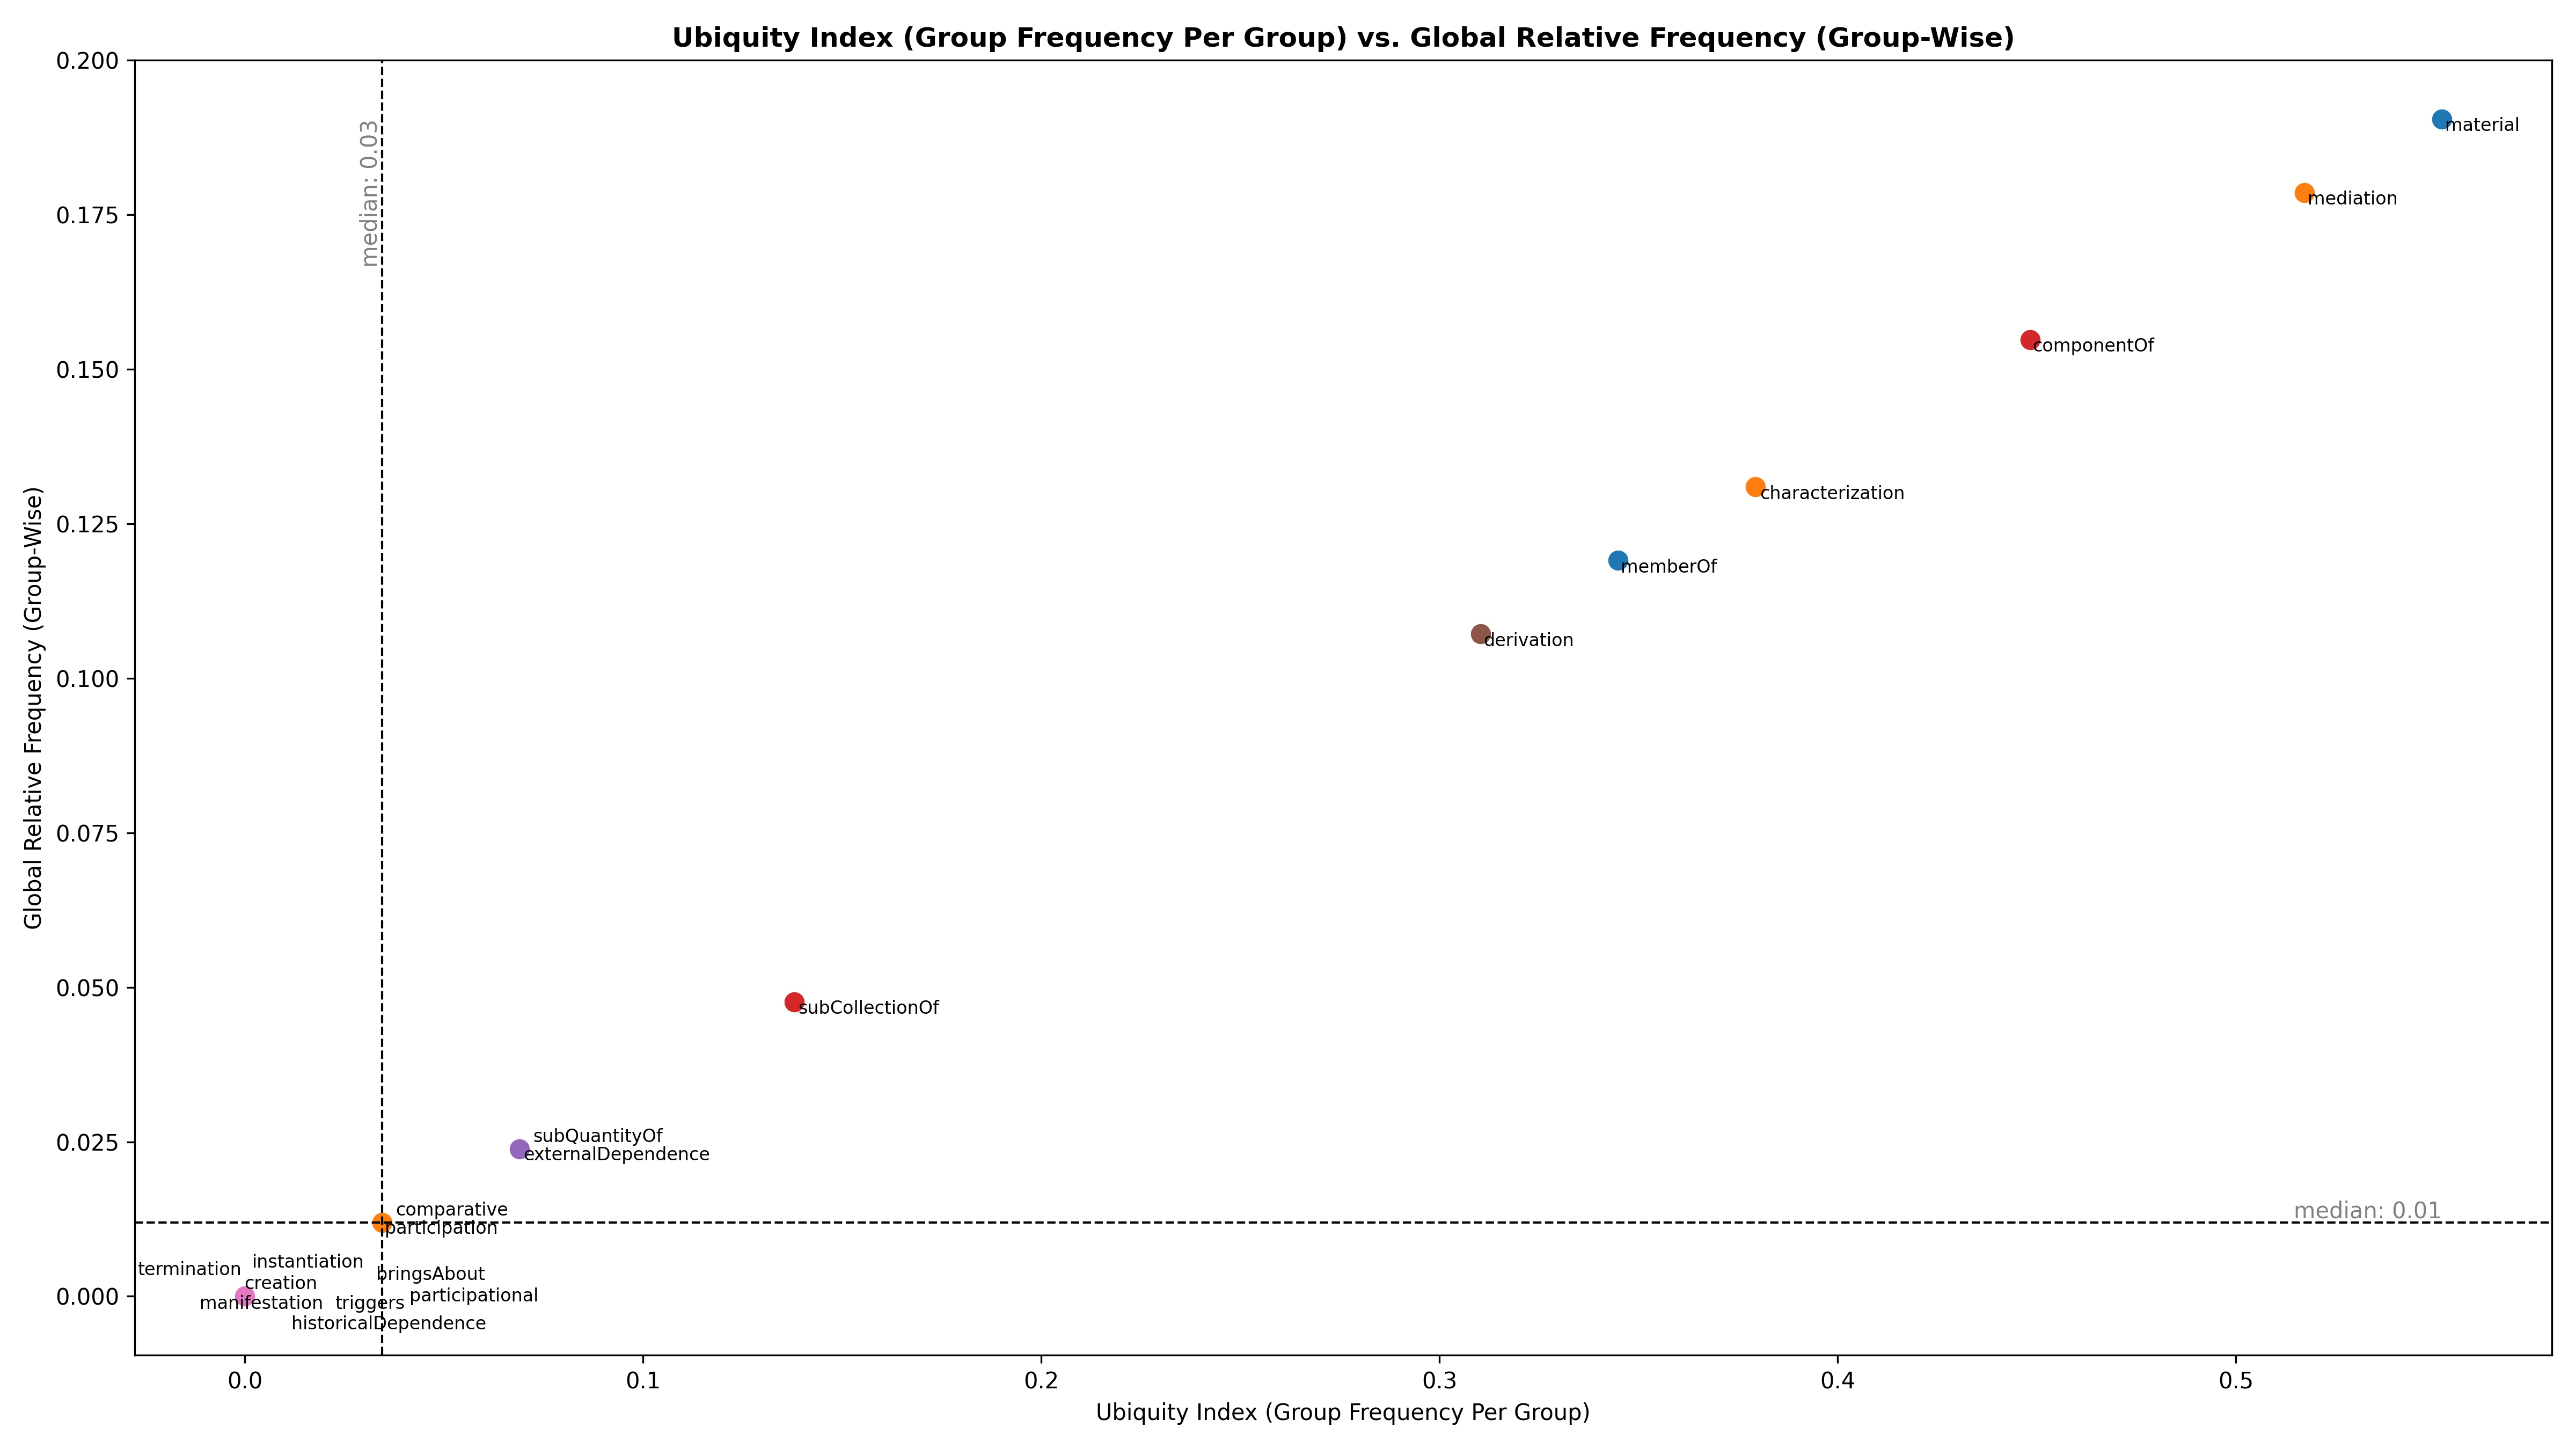 Ubiquity Index (Group Frequency Per Group) vs. Global Relative Frequency (Group-Wise)
0.200
0.175
0.150
0.125
0.100
0.075
0.050
0.025
0.000
Global Relative Frequency (Group-Wise)
median: 0.03
material
mediation
componentOf
characterization
memberOf
derivation
subCollectionOf
subQuantityOf
externalDependence
comparative
participation
median: 0.01
termination
instantiation
bringsAbout
creation
participational
manifestation
triggers
historicalDependence
0.0
0.1
0.2
0.3
0.4
0.5
Ubiquity Index (Group Frequency Per Group)